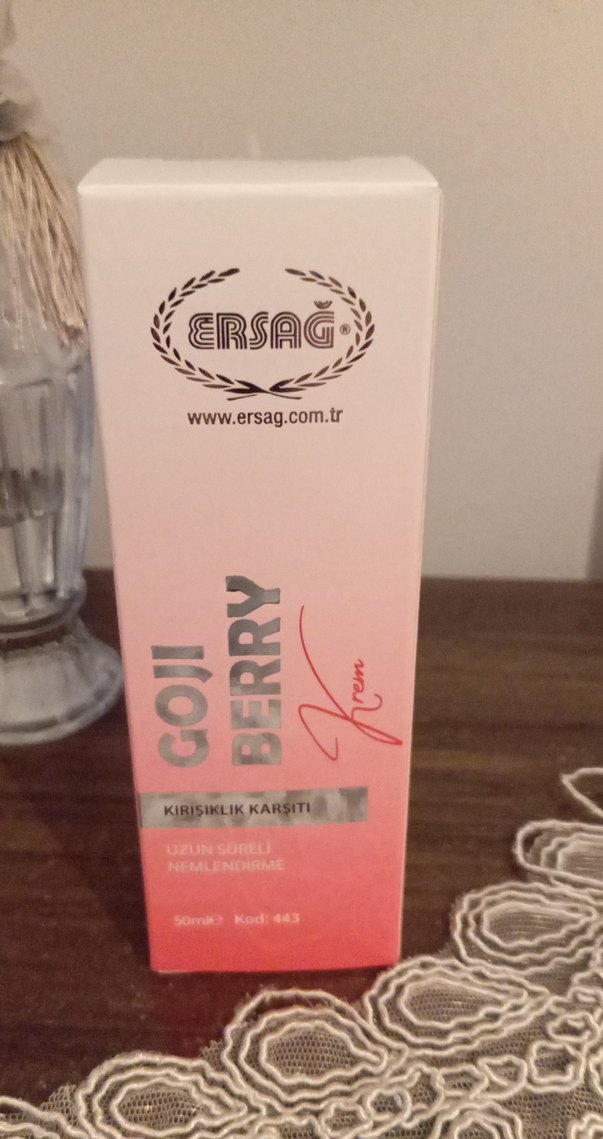 ERSAĞ®
www.ersag.com.tr
GOJI
BERRY
Krem
KIRIŞIKLIK KARŞITI
UZUN SÜRELİ
NEMLENDİRME
50ml℮ Kod: 443